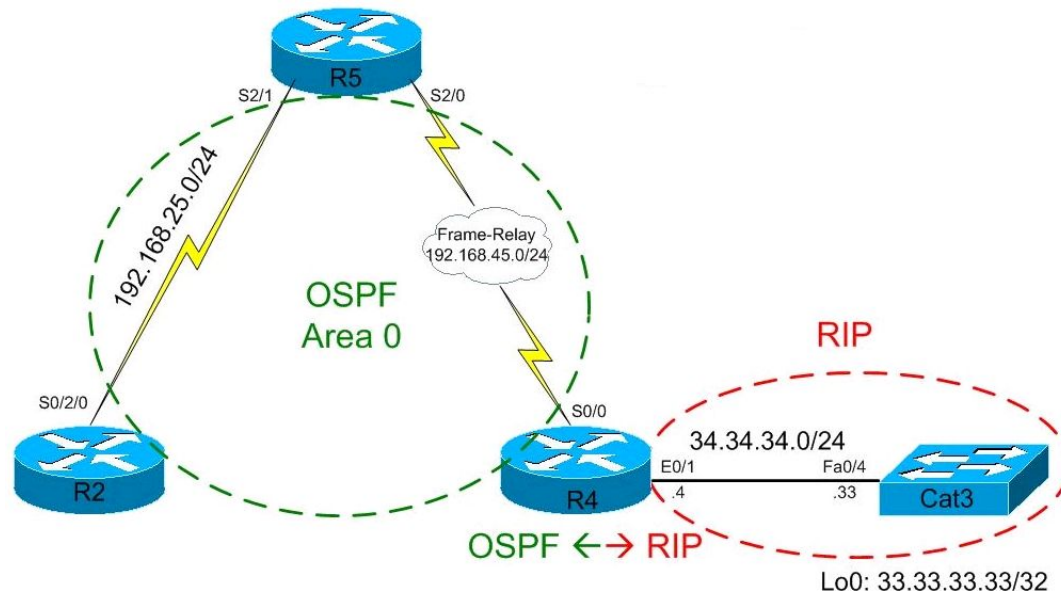 R5
S2/1
S2/0
192.168.25.0/24
Frame-Relay
192.168.45.0/24
OSPF
Area 0
RIP
S0/2/0
S0/0
R2
R4
34.34.34.0/24
E0/1
Fa0/4
.4
.33
Cat3
OSPF ←→ RIP
Lo0: 33.33.33.33/32